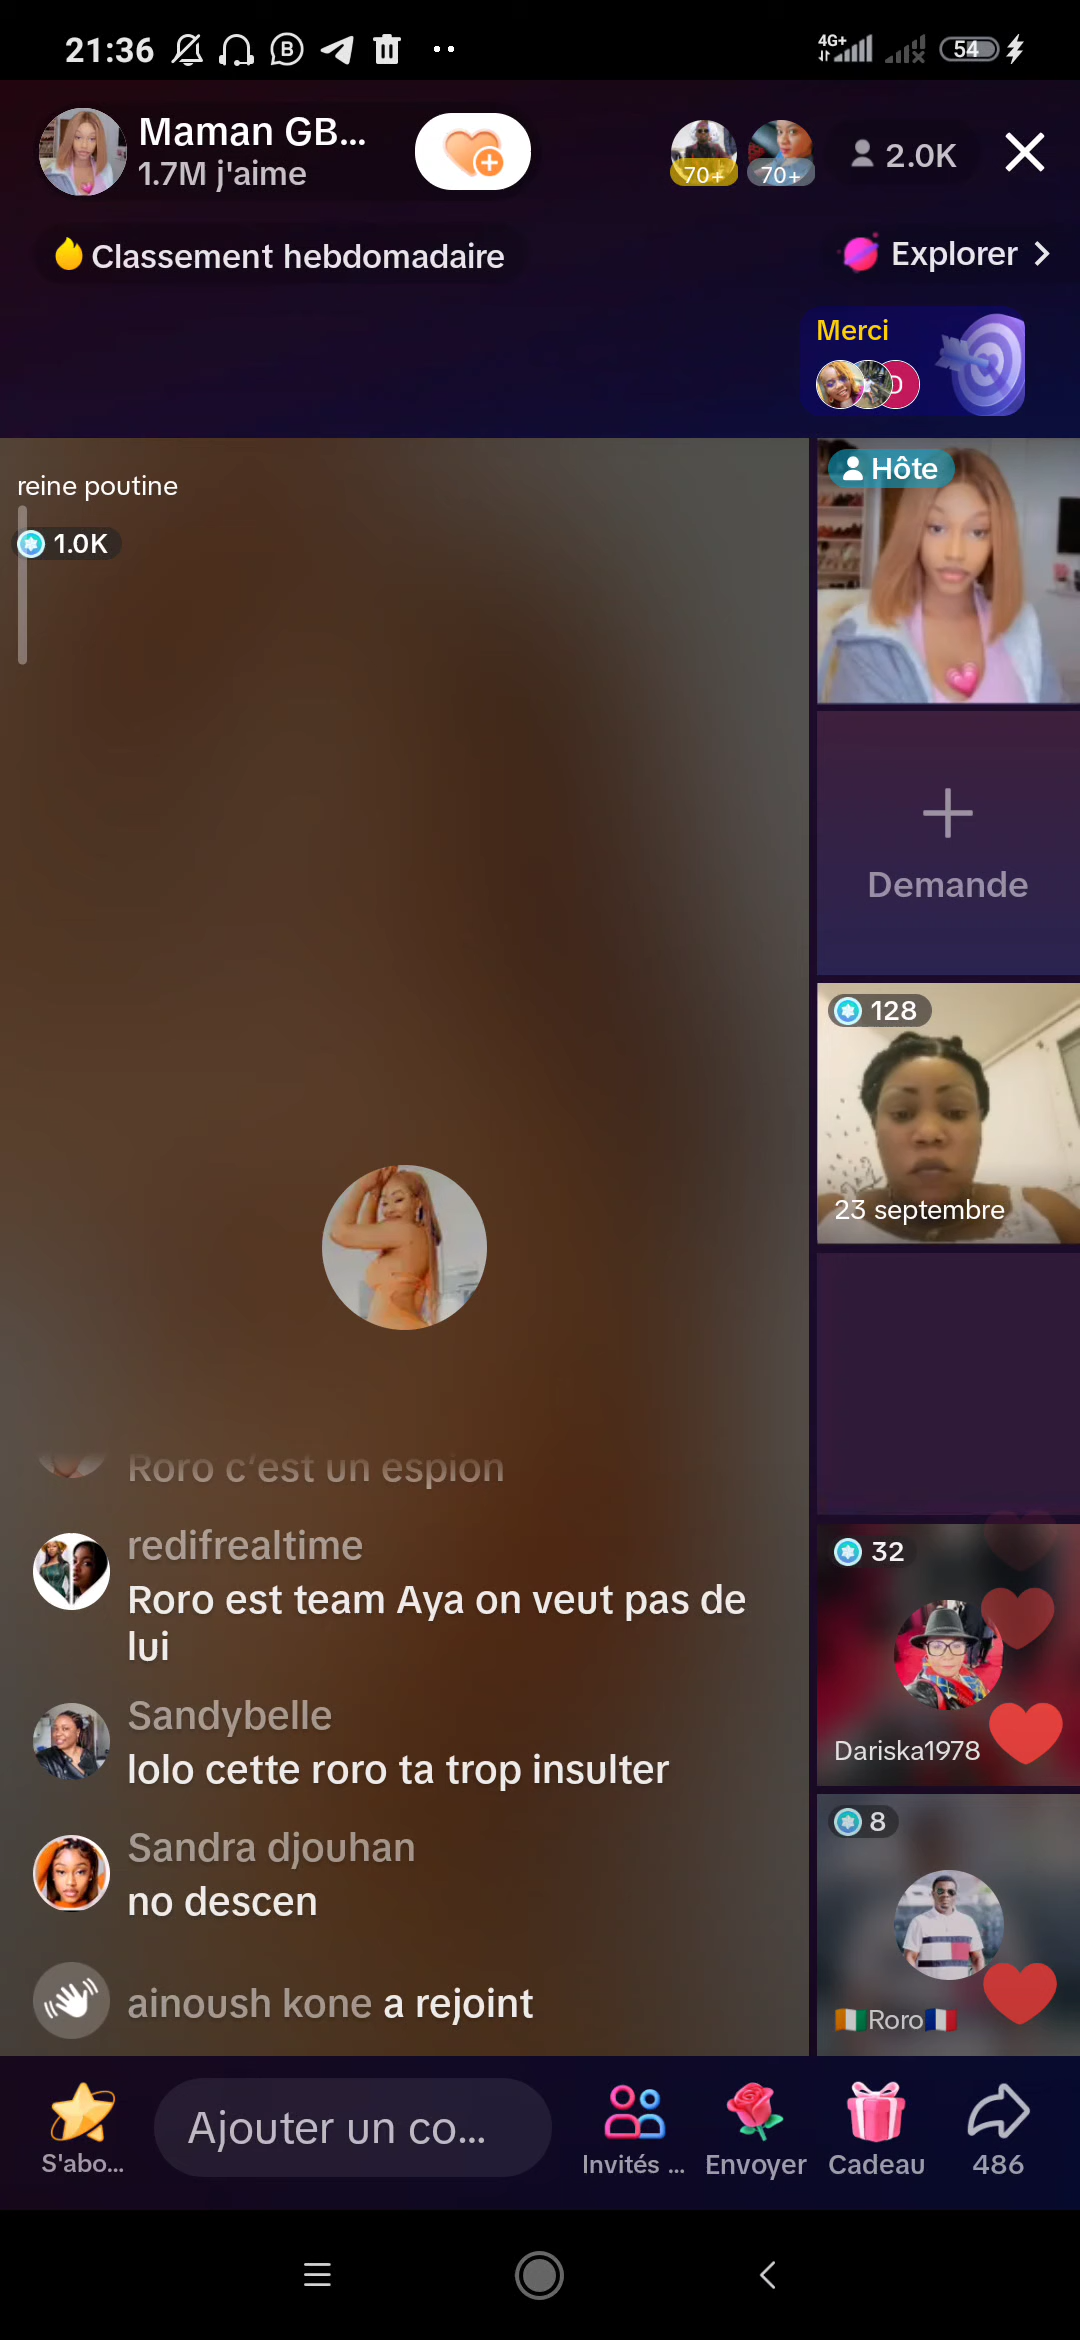 21:36
4G+
54
Maman GB...
1.7M j'aime
70+
70+
2.0K
Classement hebdomadaire
Explorer
Merci
D
reine poutine
1.0K
Hôte
Demande
128
23 septembre
Roro c'est un espion
redifrealtime
Roro est team Aya on veut pas de
lui
32
Sandybelle
lolo cette roro ta trop insulter
Dariska1978
8
Sandra djouhan
no descen
ainoush kone a rejoint
🇨🇮Roro🇫🇷
Ajouter un co...
S'abo...
Invités ...
Envoyer
Cadeau
486